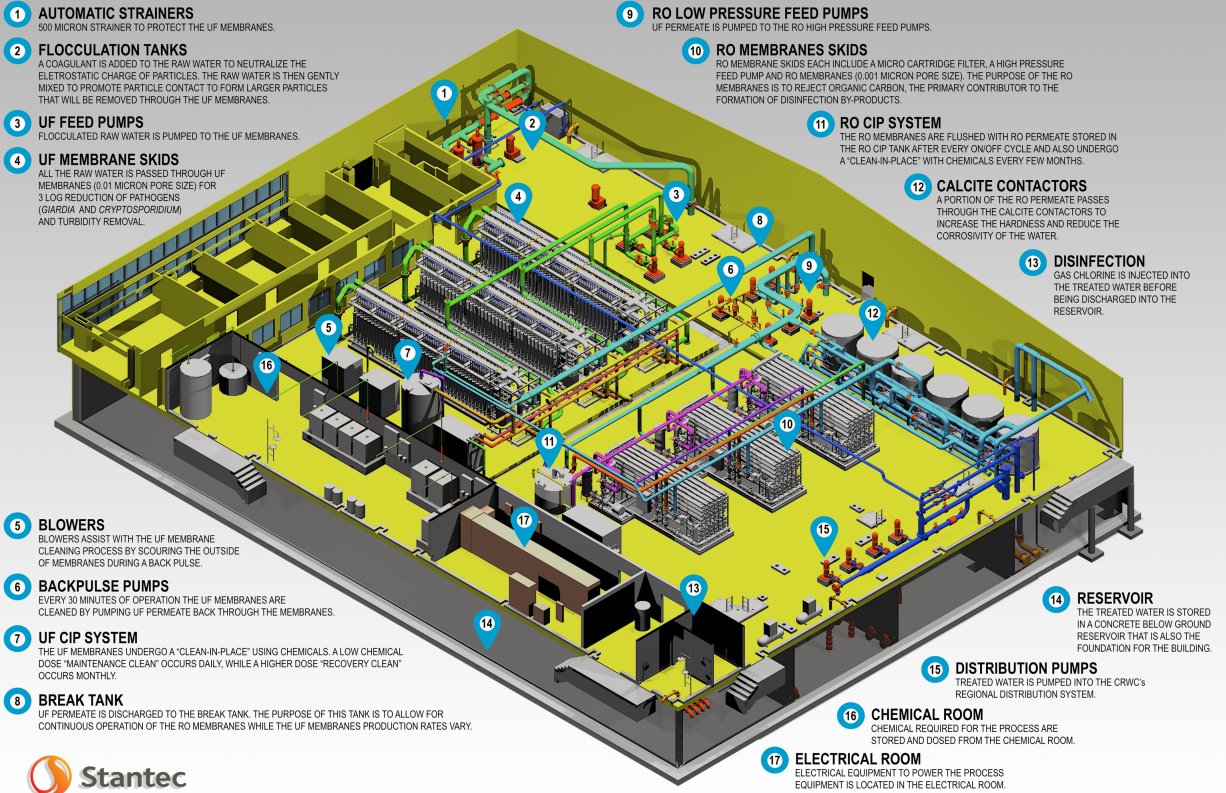 1 AUTOMATIC STRAINERS
500 MICRON STRAINER TO PROTECT THE UF MEMBRANES.
2 FLOCCULATION TANKS
A COAGULANT IS ADDED TO THE RAW WATER TO NEUTRALIZE THE
ELETROSTATIC CHARGE OF PARTICLES. THE RAW WATER IS THEN GENTLY
MIXED TO PROMOTE PARTICLE CONTACT TO FORM LARGER PARTICLES
THAT WILL BE REMOVED THROUGH THE UF MEMBRANES.
3 UF FEED PUMPS
FLOCCULATED RAW WATER IS PUMPED TO THE UF MEMBRANES.
4 UF MEMBRANE SKIDS
ALL THE RAW WATER IS PASSED THROUGH UF
MEMBRANES (0.01 MICRON PORE SIZE) FOR
3 LOG REDUCTION OF PATHOGENS
(GIARDIA AND CRYPTOSPORIDIUM)
AND TURBIDITY REMOVAL.
9 RO LOW PRESSURE FEED PUMPS
UF PERMEATE IS PUMPED TO THE RO HIGH PRESSURE FEED PUMPS.
10 RO MEMBRANES SKIDS
RO MEMBRANE SKIDS EACH INCLUDE A MICRO CARTRIDGE FILTER, A HIGH PRESSURE
FEED PUMP AND RO MEMBRANES (0.001 MICRON PORE SIZE). THE PURPOSE OF THE RO
MEMBRANES IS TO REJECT ORGANIC CARBON, THE PRIMARY CONTRIBUTOR TO THE
FORMATION OF DISINFECTION BY-PRODUCTS.
11 RO CIP SYSTEM
THE RO MEMBRANES ARE FLUSHED WITH RO PERMEATE STORED IN
THE RO CIP TANK AFTER EVERY ON/OFF CYCLE AND ALSO UNDERGO
A “CLEAN-IN-PLACE” WITH CHEMICALS EVERY FEW MONTHS.
12 CALCITE CONTACTORS
A PORTION OF THE RO PERMEATE PASSES
THROUGH THE CALCITE CONTACTORS TO
INCREASE THE HARDNESS AND REDUCE THE
CORROSIVITY OF THE WATER.
13 DISINFECTION
GAS CHLORINE IS INJECTED INTO
THE TREATED WATER BEFORE
BEING DISCHARGED INTO THE
RESERVOIR.
1
2
4
3
8
6
9
5
7
12
16
11
10
17
15
13
14
5 BLOWERS
BLOWERS ASSIST WITH THE UF MEMBRANE
CLEANING PROCESS BY SCOURING THE OUTSIDE
OF MEMBRANES DURING A BACK PULSE.
6 BACKPULSE PUMPS
EVERY 30 MINUTES OF OPERATION THE UF MEMBRANES ARE
CLEANED BY PUMPING UF PERMEATE BACK THROUGH THE MEMBRANES.
7 UF CIP SYSTEM
THE UF MEMBRANES UNDERGO A “CLEAN-IN-PLACE” USING CHEMICALS. A LOW CHEMICAL
DOSE “MAINTENANCE CLEAN” OCCURS DAILY, WHILE A HIGHER DOSE “RECOVERY CLEAN”
OCCURS MONTHLY.
8 BREAK TANK
UF PERMEATE IS DISCHARGED TO THE BREAK TANK. THE PURPOSE OF THIS TANK IS TO ALLOW FOR
CONTINUOUS OPERATION OF THE RO MEMBRANES WHILE THE UF MEMBRANES PRODUCTION RATES VARY.
14 RESERVOIR
THE TREATED WATER IS STORED
IN A CONCRETE BELOW GROUND
RESERVOIR THAT IS ALSO THE
FOUNDATION FOR THE BUILDING.
15 DISTRIBUTION PUMPS
TREATED WATER IS PUMPED INTO THE CRWC's
REGIONAL DISTRIBUTION SYSTEM.
16 CHEMICAL ROOM
CHEMICAL REQUIRED FOR THE PROCESS ARE
STORED AND DOSED FROM THE CHEMICAL ROOM.
17 ELECTRICAL ROOM
ELECTRICAL EQUIPMENT TO POWER THE PROCESS
EQUIPMENT IS LOCATED IN THE ELECTRICAL ROOM.
Stantec